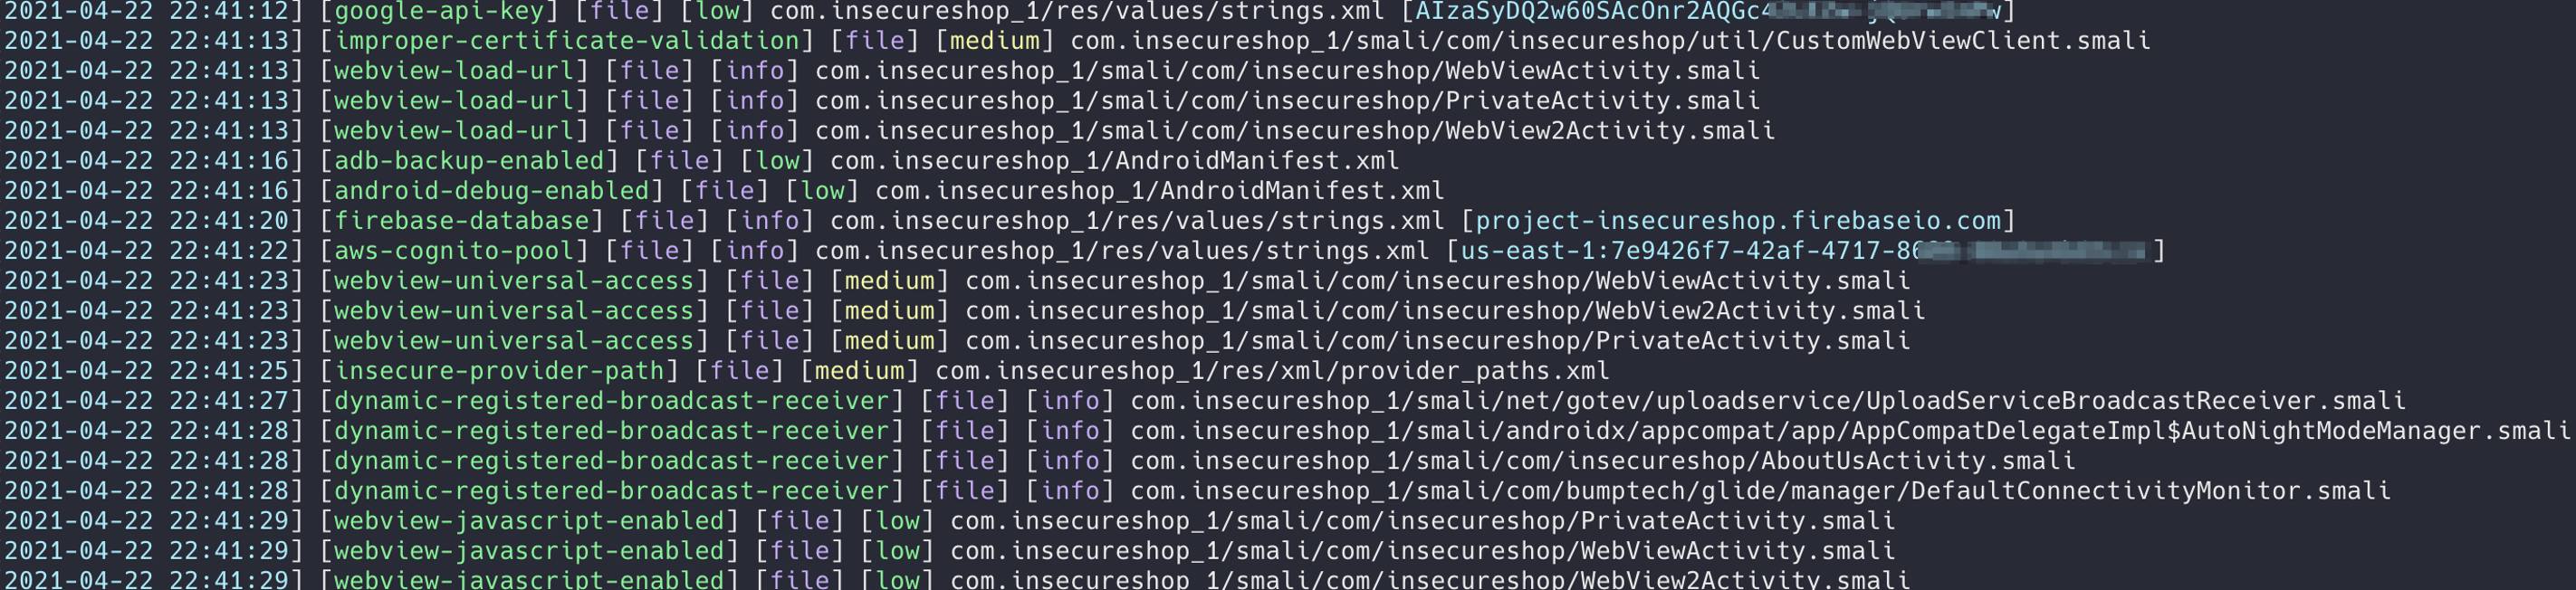 2021-04-22 22:41:12] [google-api-key] [file] [low] com.insecureshop_1/res/values/strings.xml [AIzaSyDQ2w60SAcOnr2AQGc4 w]
2021-04-22 22:41:13] [improper-certificate-validation] [file] [medium] com.insecureshop_1/smali/com/insecureshop/util/CustomWebViewClient.smali
2021-04-22 22:41:13] [webview-load-url] [file] [info] com.insecureshop_1/smali/com/insecureshop/WebViewActivity.smali
2021-04-22 22:41:13] [webview-load-url] [file] [info] com.insecureshop_1/smali/com/insecureshop/PrivateActivity.smali
2021-04-22 22:41:13] [webview-load-url] [file] [info] com.insecureshop_1/smali/com/insecureshop/WebView2Activity.smali
2021-04-22 22:41:16] [adb-backup-enabled] [file] [low] com.insecureshop_1/AndroidManifest.xml
2021-04-22 22:41:16] [android-debug-enabled] [file] [low] com.insecureshop_1/AndroidManifest.xml
2021-04-22 22:41:20] [firebase-database] [file] [info] com.insecureshop_1/res/values/strings.xml [project-insecureshop.firebaseio.com]
2021-04-22 22:41:22] [aws-cognito-pool] [file] [info] com.insecureshop_1/res/values/strings.xml [us-east-1:7e9426f7-42af-4717-86 ]
2021-04-22 22:41:23] [webview-universal-access] [file] [medium] com.insecureshop_1/smali/com/insecureshop/WebViewActivity.smali
2021-04-22 22:41:23] [webview-universal-access] [file] [medium] com.insecureshop_1/smali/com/insecureshop/WebView2Activity.smali
2021-04-22 22:41:23] [webview-universal-access] [file] [medium] com.insecureshop_1/smali/com/insecureshop/PrivateActivity.smali
2021-04-22 22:41:25] [insecure-provider-path] [file] [medium] com.insecureshop_1/res/xml/provider_paths.xml
2021-04-22 22:41:27] [dynamic-registered-broadcast-receiver] [file] [info] com.insecureshop_1/smali/net/gotev/uploadservice/UploadServiceBroadcastReceiver.smali
2021-04-22 22:41:28] [dynamic-registered-broadcast-receiver] [file] [info] com.insecureshop_1/smali/androidx/appcompat/app/AppCompatDelegateImpl$AutoNightModeManager.smali
2021-04-22 22:41:28] [dynamic-registered-broadcast-receiver] [file] [info] com.insecureshop_1/smali/com/insecureshop/AboutUsActivity.smali
2021-04-22 22:41:28] [dynamic-registered-broadcast-receiver] [file] [info] com.insecureshop_1/smali/com/bumptech/glide/manager/DefaultConnectivityMonitor.smali
2021-04-22 22:41:29] [webview-javascript-enabled] [file] [low] com.insecureshop_1/smali/com/insecureshop/PrivateActivity.smali
2021-04-22 22:41:29] [webview-javascript-enabled] [file] [low] com.insecureshop_1/smali/com/insecureshop/WebViewActivity.smali
2021-04-22 22:41:29] [webview-javascript-enabled] [file] [low] com.insecureshop_1/smali/com/insecureshop/WebView2Activity.smali